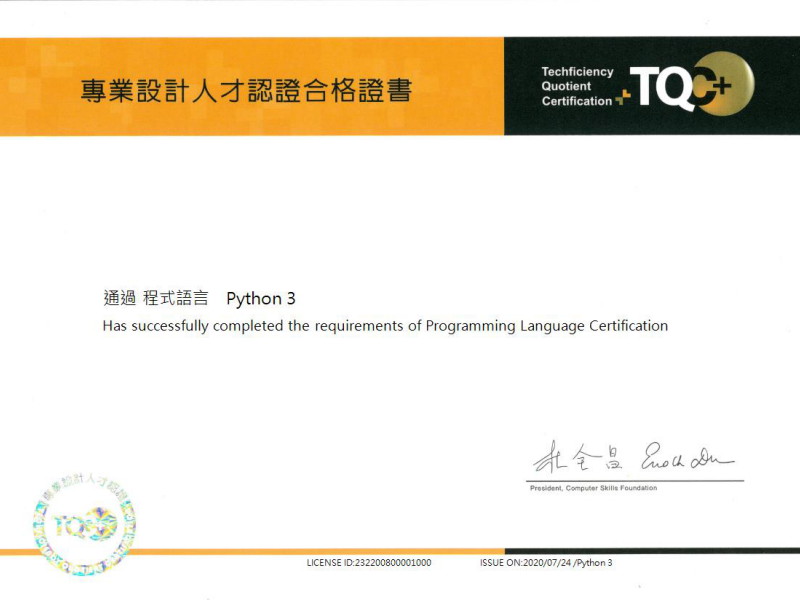 專業設計人才認證合格證書
Techficiency
Quotient
Certification
TQC+
通過 程式語言 Python 3
Has successfully completed the requirements of Programming Language Certification
杜全昌 Enoch Du
President, Computer Skills Foundation
專業設計人才認證
TQC+
LICENSE ID:232200800001000
ISSUE ON:2020/07/24 /Python 3